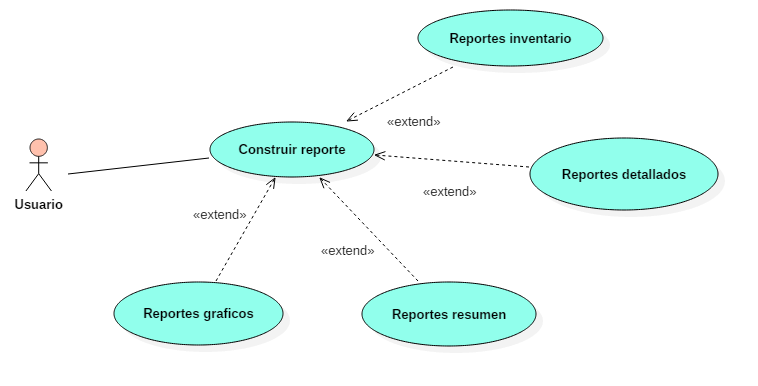 Reportes inventario
«extend»
Construir reporte
Reportes detallados
«extend»
Usuario
«extend»
«extend»
Reportes graficos
Reportes resumen